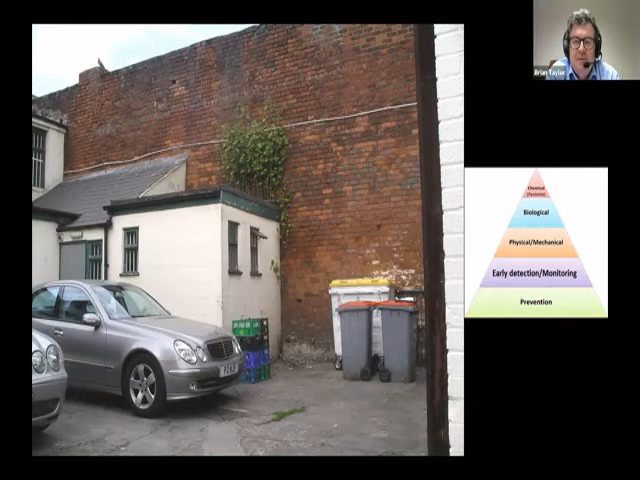 Brian Taylor
Chemical
(Pesticide)
Biological
Physical/Mechanical
Early detection/Monitoring
Prevention